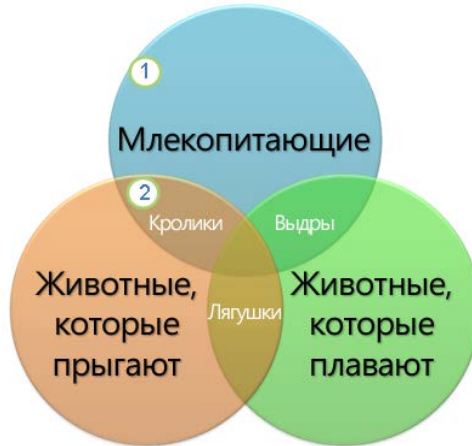 1
Млекопитающие
2
Кролики
Выдры
Животные,
которые
прыгают
Лягушки
Животные,
которые
плавают